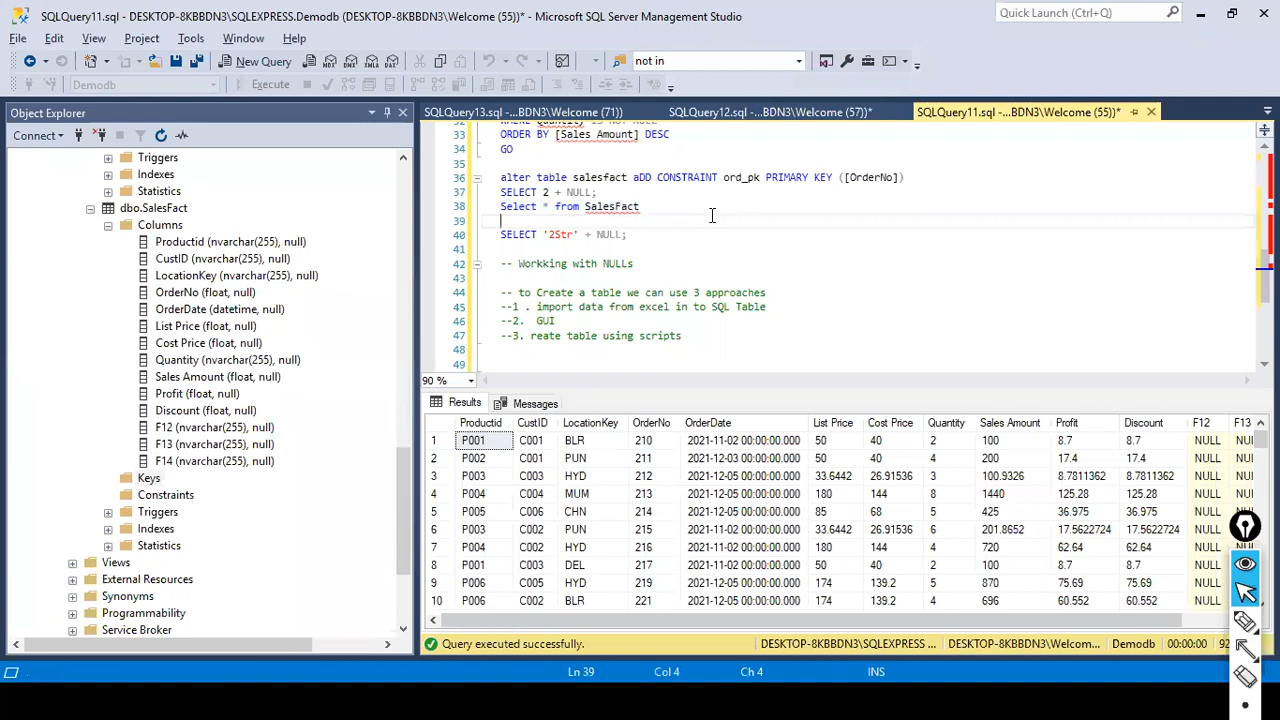 SQLQuery11.sql - DESKTOP-8KBBDN3\SQLEXPRESS.Demodb (DESKTOP-8KBBDN3\Welcome (55))* - Microsoft SQL Server Management Studio
Quick Launch (Ctrl+Q)
File Edit View Project Tools Window Help
New Query
not in
Demodb
Execute
Object Explorer
Connect
Triggers
Indexes
Statistics
dbo.SalesFact
Columns
Productid (nvarchar(255), null)
CustID (nvarchar(255), null)
LocationKey (nvarchar(255), null)
OrderNo (float, null)
OrderDate (datetime, null)
List Price (float, null)
Cost Price (float, null)
Quantity (nvarchar(255), null)
Sales Amount (float, null)
Profit (float, null)
Discount (float, null)
F12 (nvarchar(255), null)
F13 (nvarchar(255), null)
F14 (nvarchar(255), null)
Keys
Constraints
Triggers
Indexes
Statistics
Views
External Resources
Synonyms
Programmability
Service Broker
SQLQuery13.sql -...BDN3\Welcome (71)) SQLQuery12.sql -...BDN3\Welcome (57))* SQLQuery11.sql -...BDN3\Welcome (55))*
32 WHERE Quantity IS NOT NULL
33 ORDER BY [Sales Amount] DESC
34 GO
35
36 alter table salesfact aDD CONSTRAINT ord_pk PRIMARY KEY ([OrderNo])
37 SELECT 2 + NULL;
38 Select * from SalesFact
39
40 SELECT '2Str' + NULL;
41
42 -- Workking with NULLs
43
44 -- to Create a table we can use 3 approaches
45 --1 . import data from excel in to SQL Table
46 --2. GUI
47 --3. reate table using scripts
48
49
90 %
Results Messages
Productid CustID LocationKey OrderNo OrderDate List Price Cost Price Quantity Sales Amount Profit Discount F12 F13
1 P001 C001 BLR 210 2021-11-02 00:00:00.000 50 40 2 100 8.7 8.7 NULL NUI
2 P002 C001 PUN 211 2021-12-03 00:00:00.000 50 40 4 200 17.4 17.4 NULL NUI
3 P003 C003 HYD 212 2021-12-05 00:00:00.000 33.6442 26.91536 3 100.9326 8.7811362 8.7811362 NULL NUI
4 P004 C004 MUM 213 2021-12-05 00:00:00.000 180 144 8 1440 125.28 125.28 NULL NUI
5 P005 C006 CHN 214 2021-12-05 00:00:00.000 85 68 5 425 36.975 36.975 NULL NUI
6 P003 C002 PUN 215 2021-11-02 00:00:00.000 33.6442 26.91536 6 201.8652 17.5622724 17.5622724 NULL NUI
7 P004 C002 HYD 216 2021-11-02 00:00:00.000 180 144 4 720 62.64 62.64 NULL NUI
8 P001 C003 DEL 217 2021-11-02 00:00:00.000 50 40 2 100 8.7 8.7 NULL NUI
9 P006 C005 HYD 219 2021-12-05 00:00:00.000 174 139.2 5 870 75.69 75.69 NULL NUI
10 P006 C002 BLR 221 2021-12-05 00:00:00.000 174 139.2 4 696 60.552 60.552 NULL NUI
Query executed successfully. DESKTOP-8KBBDN3\SQLEXPRESS ... DESKTOP-8KBBDN3\Welcom... Demodb 00:00:00 92
Ln 39 Col 4 Ch 4 INS